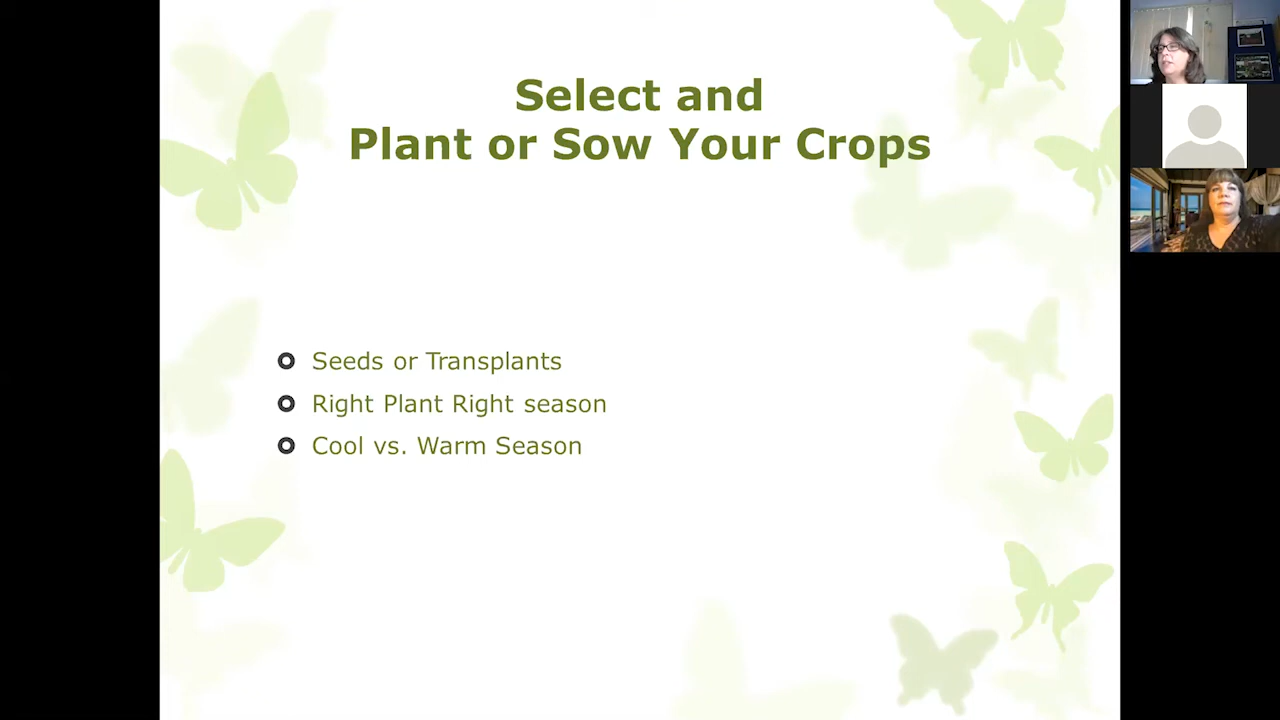 Select and
Plant or Sow Your Crops
Seeds or Transplants
Right Plant Right season
Cool vs. Warm Season